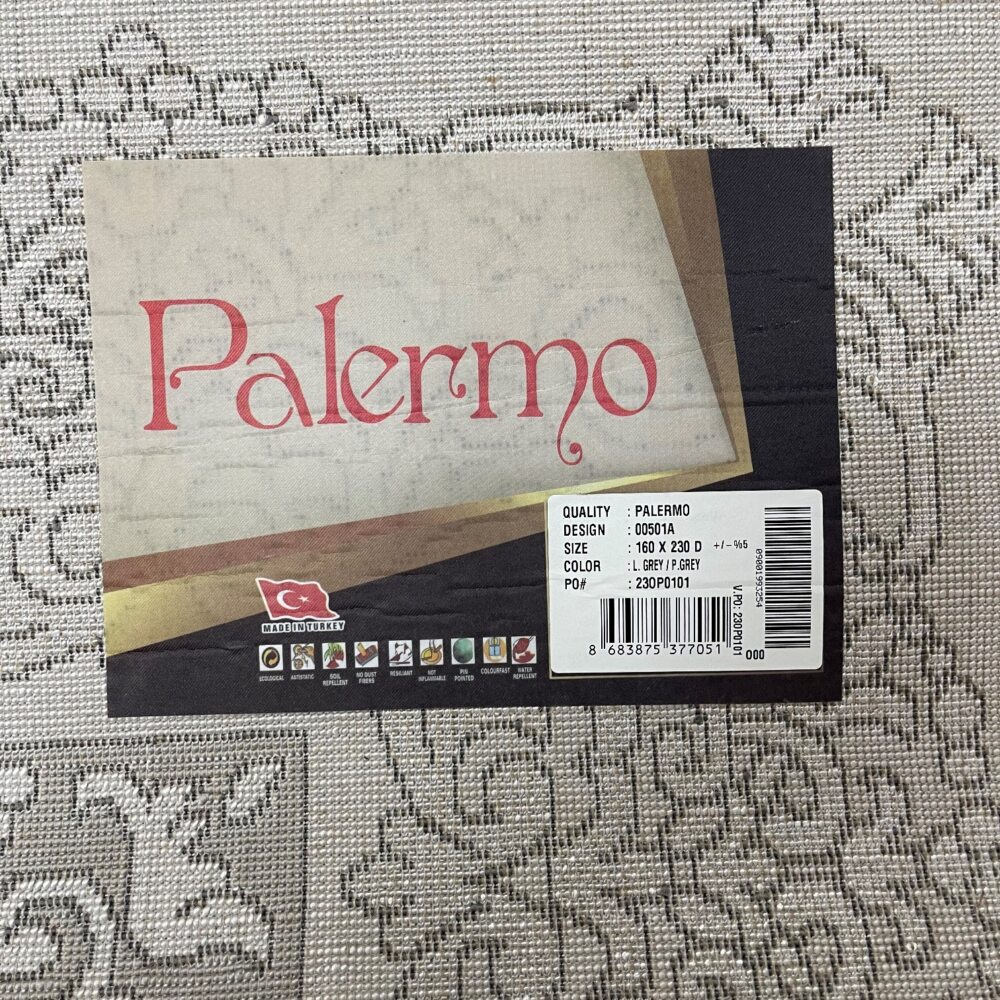 Palermo
QUALITY : PALERMO
DESIGN : 00501A
SIZE : 160 X 230 D +/-%5
COLOR : L. GREY / P.GREY
PO# : 23OP0101
8 683875 377051
V.PO: 23OP0101
000
090019993254
MADE IN TURKEY
ECOLOGICAL
ANTISTATIC
SOIL REPELLENT
NO DUST FIBERS
RESILIANT
NOT INFLAMMABLE
PIN POINTED
COLOURFAST
WATER REPELLENT